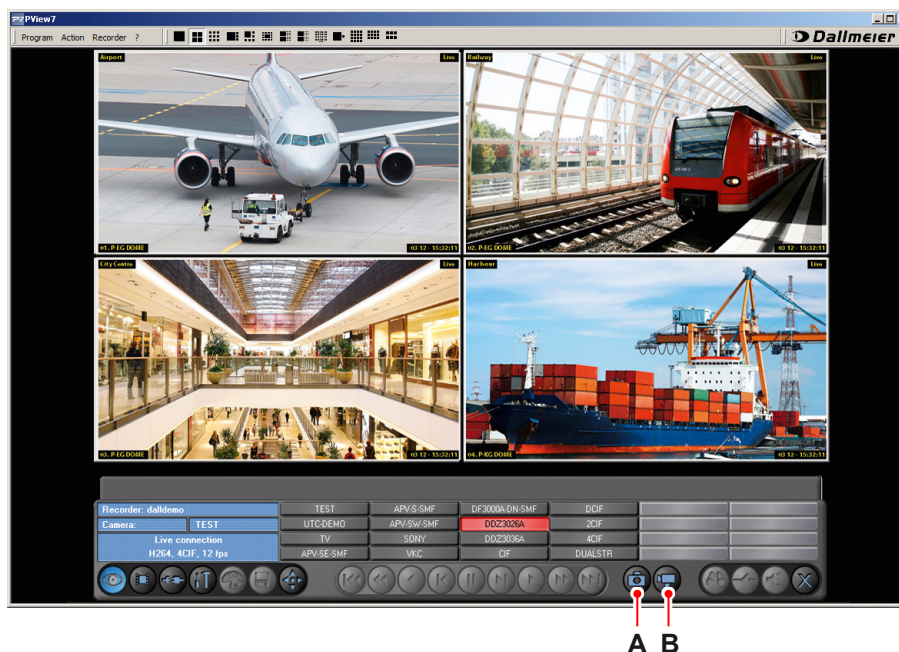 PView7
Program Action Recorder ?
Dallmeier
Airport
Live
01. P-EG DOME
03 12 - 15:32:11
Railway
Live
02. P-EG DOME
03 12 - 15:32:11
City Centre
Live
03. P-EG DOME
03 12 - 15:32:11
Harbour
Live
04. P-KG DOME
03 12 - 15:32:11
Recorder: dalldemo
Camera: TEST
Live connection
H264, 4CIF, 12 fps
TEST APV-S-SMF DF3000A-DN-SMF DCIF
UTC-DEMO APV-SW-SMF DDZ3026A 2CIF
TV SONY DDZ3036A 4CIF
APV-SE-SMF VKC CIF DUALSTR
A B